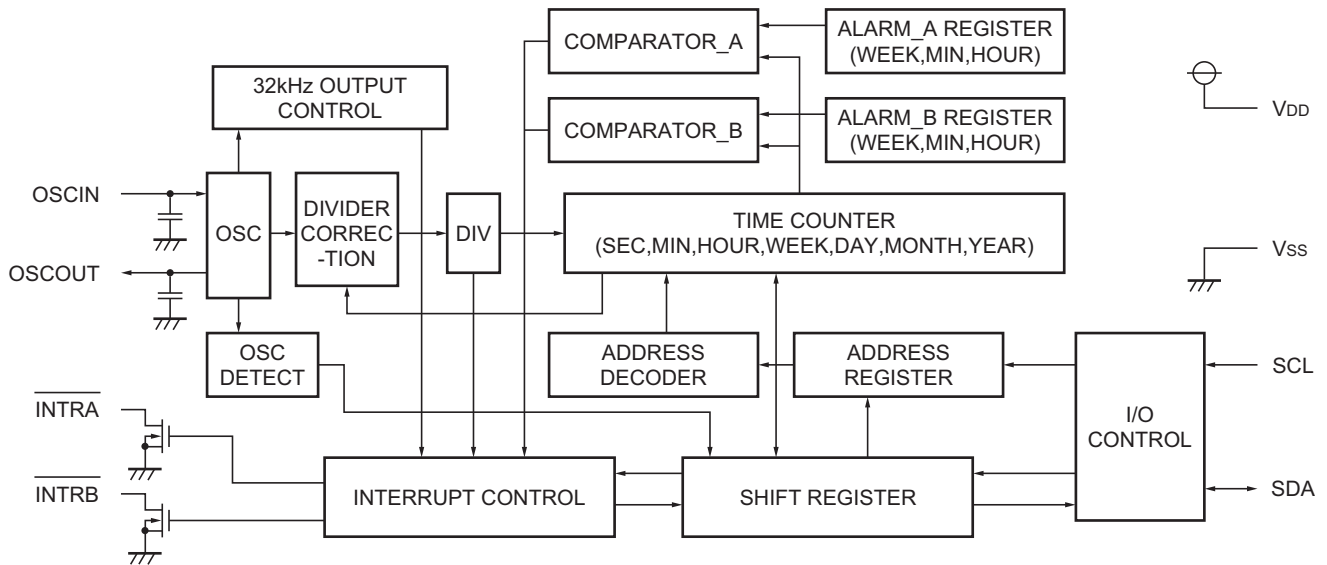 COMPARATOR_A
ALARM_A REGISTER
(WEEK,MIN,HOUR)
32kHz OUTPUT
CONTROL
COMPARATOR_B
ALARM_B REGISTER
(WEEK,MIN,HOUR)
VDD
OSCIN
OSC
DIVIDER
CORREC
-TION
DIV
TIME COUNTER
(SEC,MIN,HOUR,WEEK,DAY,MONTH,YEAR)
VSS
OSCOUT
OSC
DETECT
ADDRESS
DECODER
ADDRESS
REGISTER
I/O
CONTROL
SCL
INTRA
INTRB
INTERRUPT CONTROL
SHIFT REGISTER
SDA